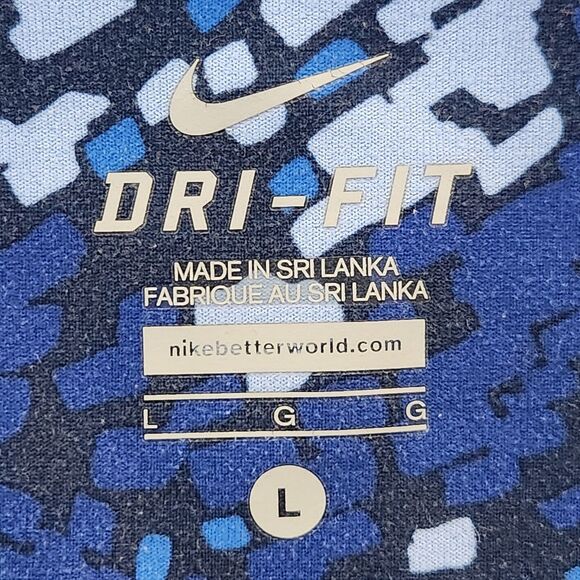 DRI-FIT
MADE IN SRI LANKA
FABRIQUE AU SRI LANKA
nikebetterworld.com
L G G
L